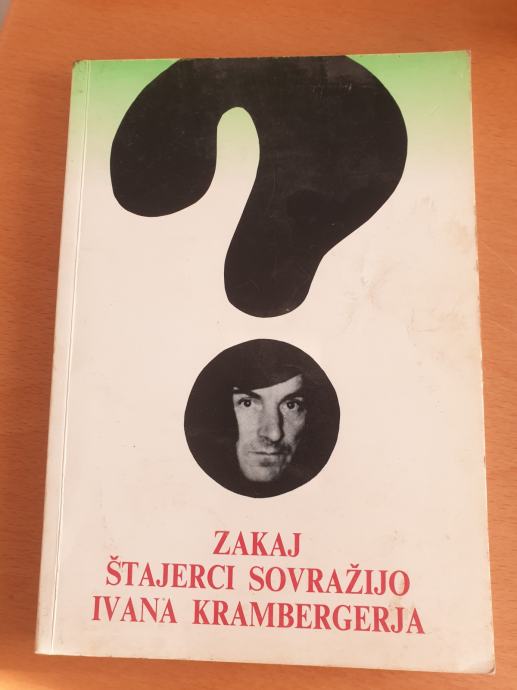 ?
ZAKAJ
ŠTAJERCI SOVRAŽIJO
IVANA KRAMBERGERJA